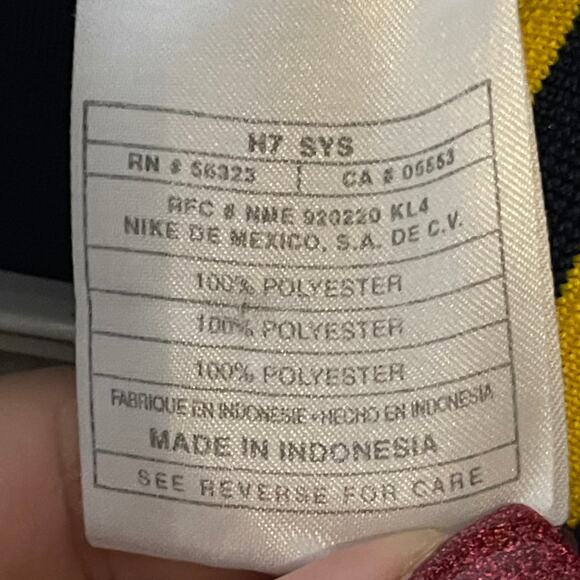 H7 SYS
RN # 56323 CA # 05553
RFC # NME 920220 KL4
NIKE DE MEXICO, S.A. DE C.V.
100% POLYESTER
100% POLYESTER
100% POLYESTER
FABRIQUE EN INDONESIE • HECHO EN INDONESIA
MADE IN INDONESIA
SEE REVERSE FOR CARE